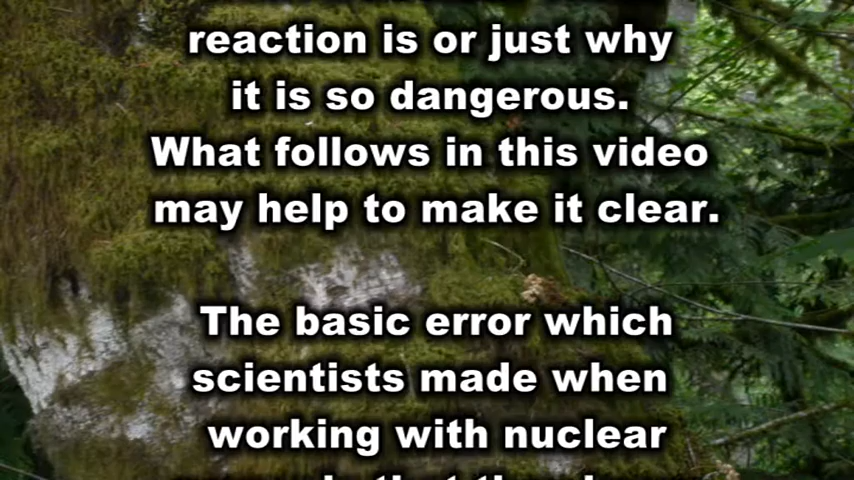 reaction is or just why
it is so dangerous.
What follows in this video
may help to make it clear.
The basic error which
scientists made when
working with nuclear